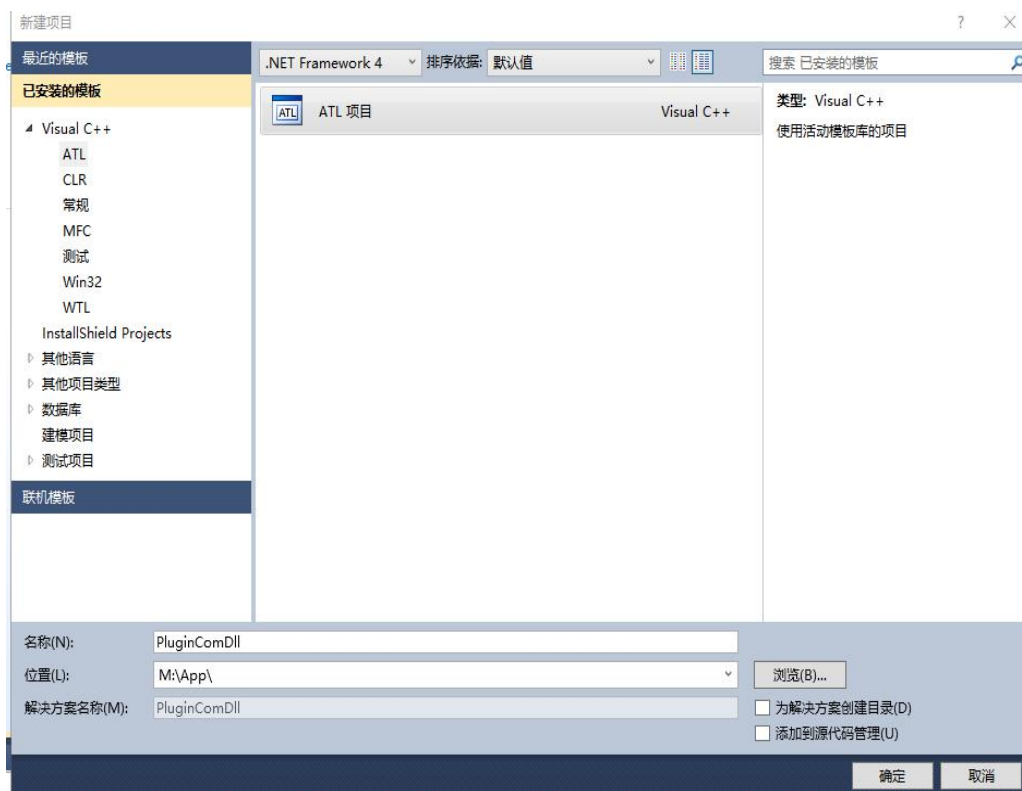 新建项目
?
最近的模板
.NET Framework 4
排序依据: 默认值
搜索 已安装的模板
已安装的模板
ATL
ATL 项目
Visual C++
类型: Visual C++
使用活动模板库的项目
Visual C++
ATL
CLR
常规
MFC
测试
Win32
WTL
InstallShield Projects
其他语言
其他项目类型
数据库
建模项目
测试项目
联机模板
名称(N): PluginComDll
位置(L): M:\App\
浏览(B)...
解决方案名称(M): PluginComDll
为解决方案创建目录(D)
添加到源代码管理(U)
确定
取消